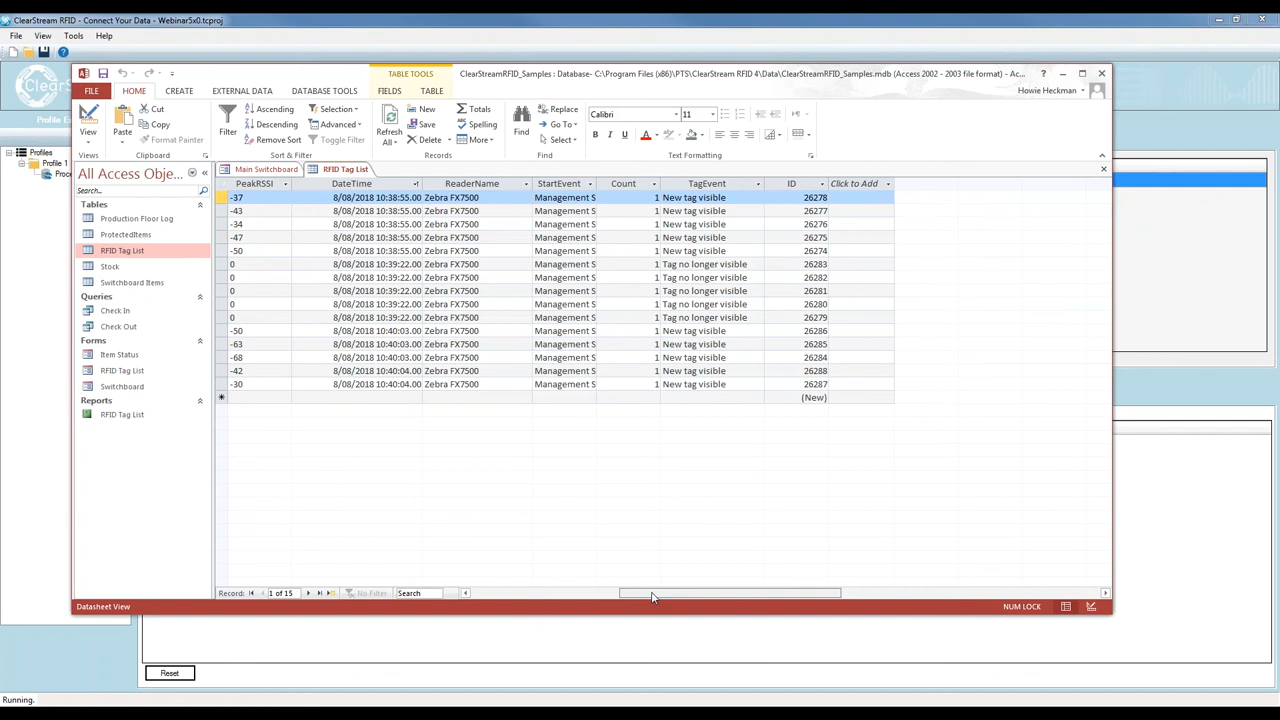 ClearStream RFID - Connect Your Data - Webinar5x0.tcproj
File View Tools Help
TABLE TOOLS
ClearStreamRFID_Samples : Database- C:\Program Files (x86)\PTS\ClearStream RFID 4\Data\ClearStreamRFID_Samples.mdb (Access 2002 - 2003 file format) - Ac...
FILE HOME CREATE EXTERNAL DATA DATABASE TOOLS FIELDS TABLE
Howie Heckman
View
Views
Paste
Cut
Copy
Format Painter
Clipboard
Filter
Ascending
Descending
Remove Sort
Selection
Advanced
Toggle Filter
Sort & Filter
Refresh
All
New
Save
Delete
Totals
Spelling
More
Records
Find
Replace
Go To
Select
Find
Calibri 11
B I U A
Text Formatting
Profiles
Profile 1
All Access Obje...
Search...
Tables
Production Floor Log
ProtectedItems
RFID Tag List
Stock
Switchboard Items
Queries
Check In
Check Out
Forms
Item Status
RFID Tag List
Switchboard
Reports
RFID Tag List
Main Switchboard RFID Tag List
PeakRSSI DateTime ReaderName StartEvent Count TagEvent ID Click to Add
-37 8/08/2018 10:38:55.00 Zebra FX7500 Management S 1 New tag visible 26278
-43 8/08/2018 10:38:55.00 Zebra FX7500 Management S 1 New tag visible 26277
-34 8/08/2018 10:38:55.00 Zebra FX7500 Management S 1 New tag visible 26276
-47 8/08/2018 10:38:55.00 Zebra FX7500 Management S 1 New tag visible 26275
-50 8/08/2018 10:38:55.00 Zebra FX7500 Management S 1 New tag visible 26274
0 8/08/2018 10:39:22.00 Zebra FX7500 Management S 1 Tag no longer visible 26283
0 8/08/2018 10:39:22.00 Zebra FX7500 Management S 1 Tag no longer visible 26282
0 8/08/2018 10:39:22.00 Zebra FX7500 Management S 1 Tag no longer visible 26281
0 8/08/2018 10:39:22.00 Zebra FX7500 Management S 1 Tag no longer visible 26280
0 8/08/2018 10:39:22.00 Zebra FX7500 Management S 1 Tag no longer visible 26279
-50 8/08/2018 10:40:03.00 Zebra FX7500 Management S 1 New tag visible 26286
-63 8/08/2018 10:40:03.00 Zebra FX7500 Management S 1 New tag visible 26285
-68 8/08/2018 10:40:03.00 Zebra FX7500 Management S 1 New tag visible 26284
-42 8/08/2018 10:40:04.00 Zebra FX7500 Management S 1 New tag visible 26288
-30 8/08/2018 10:40:04.00 Zebra FX7500 Management S 1 New tag visible 26287
(New)
Record: 1 of 15 No Filter Search
Datasheet View NUM LOCK
Reset
Running.